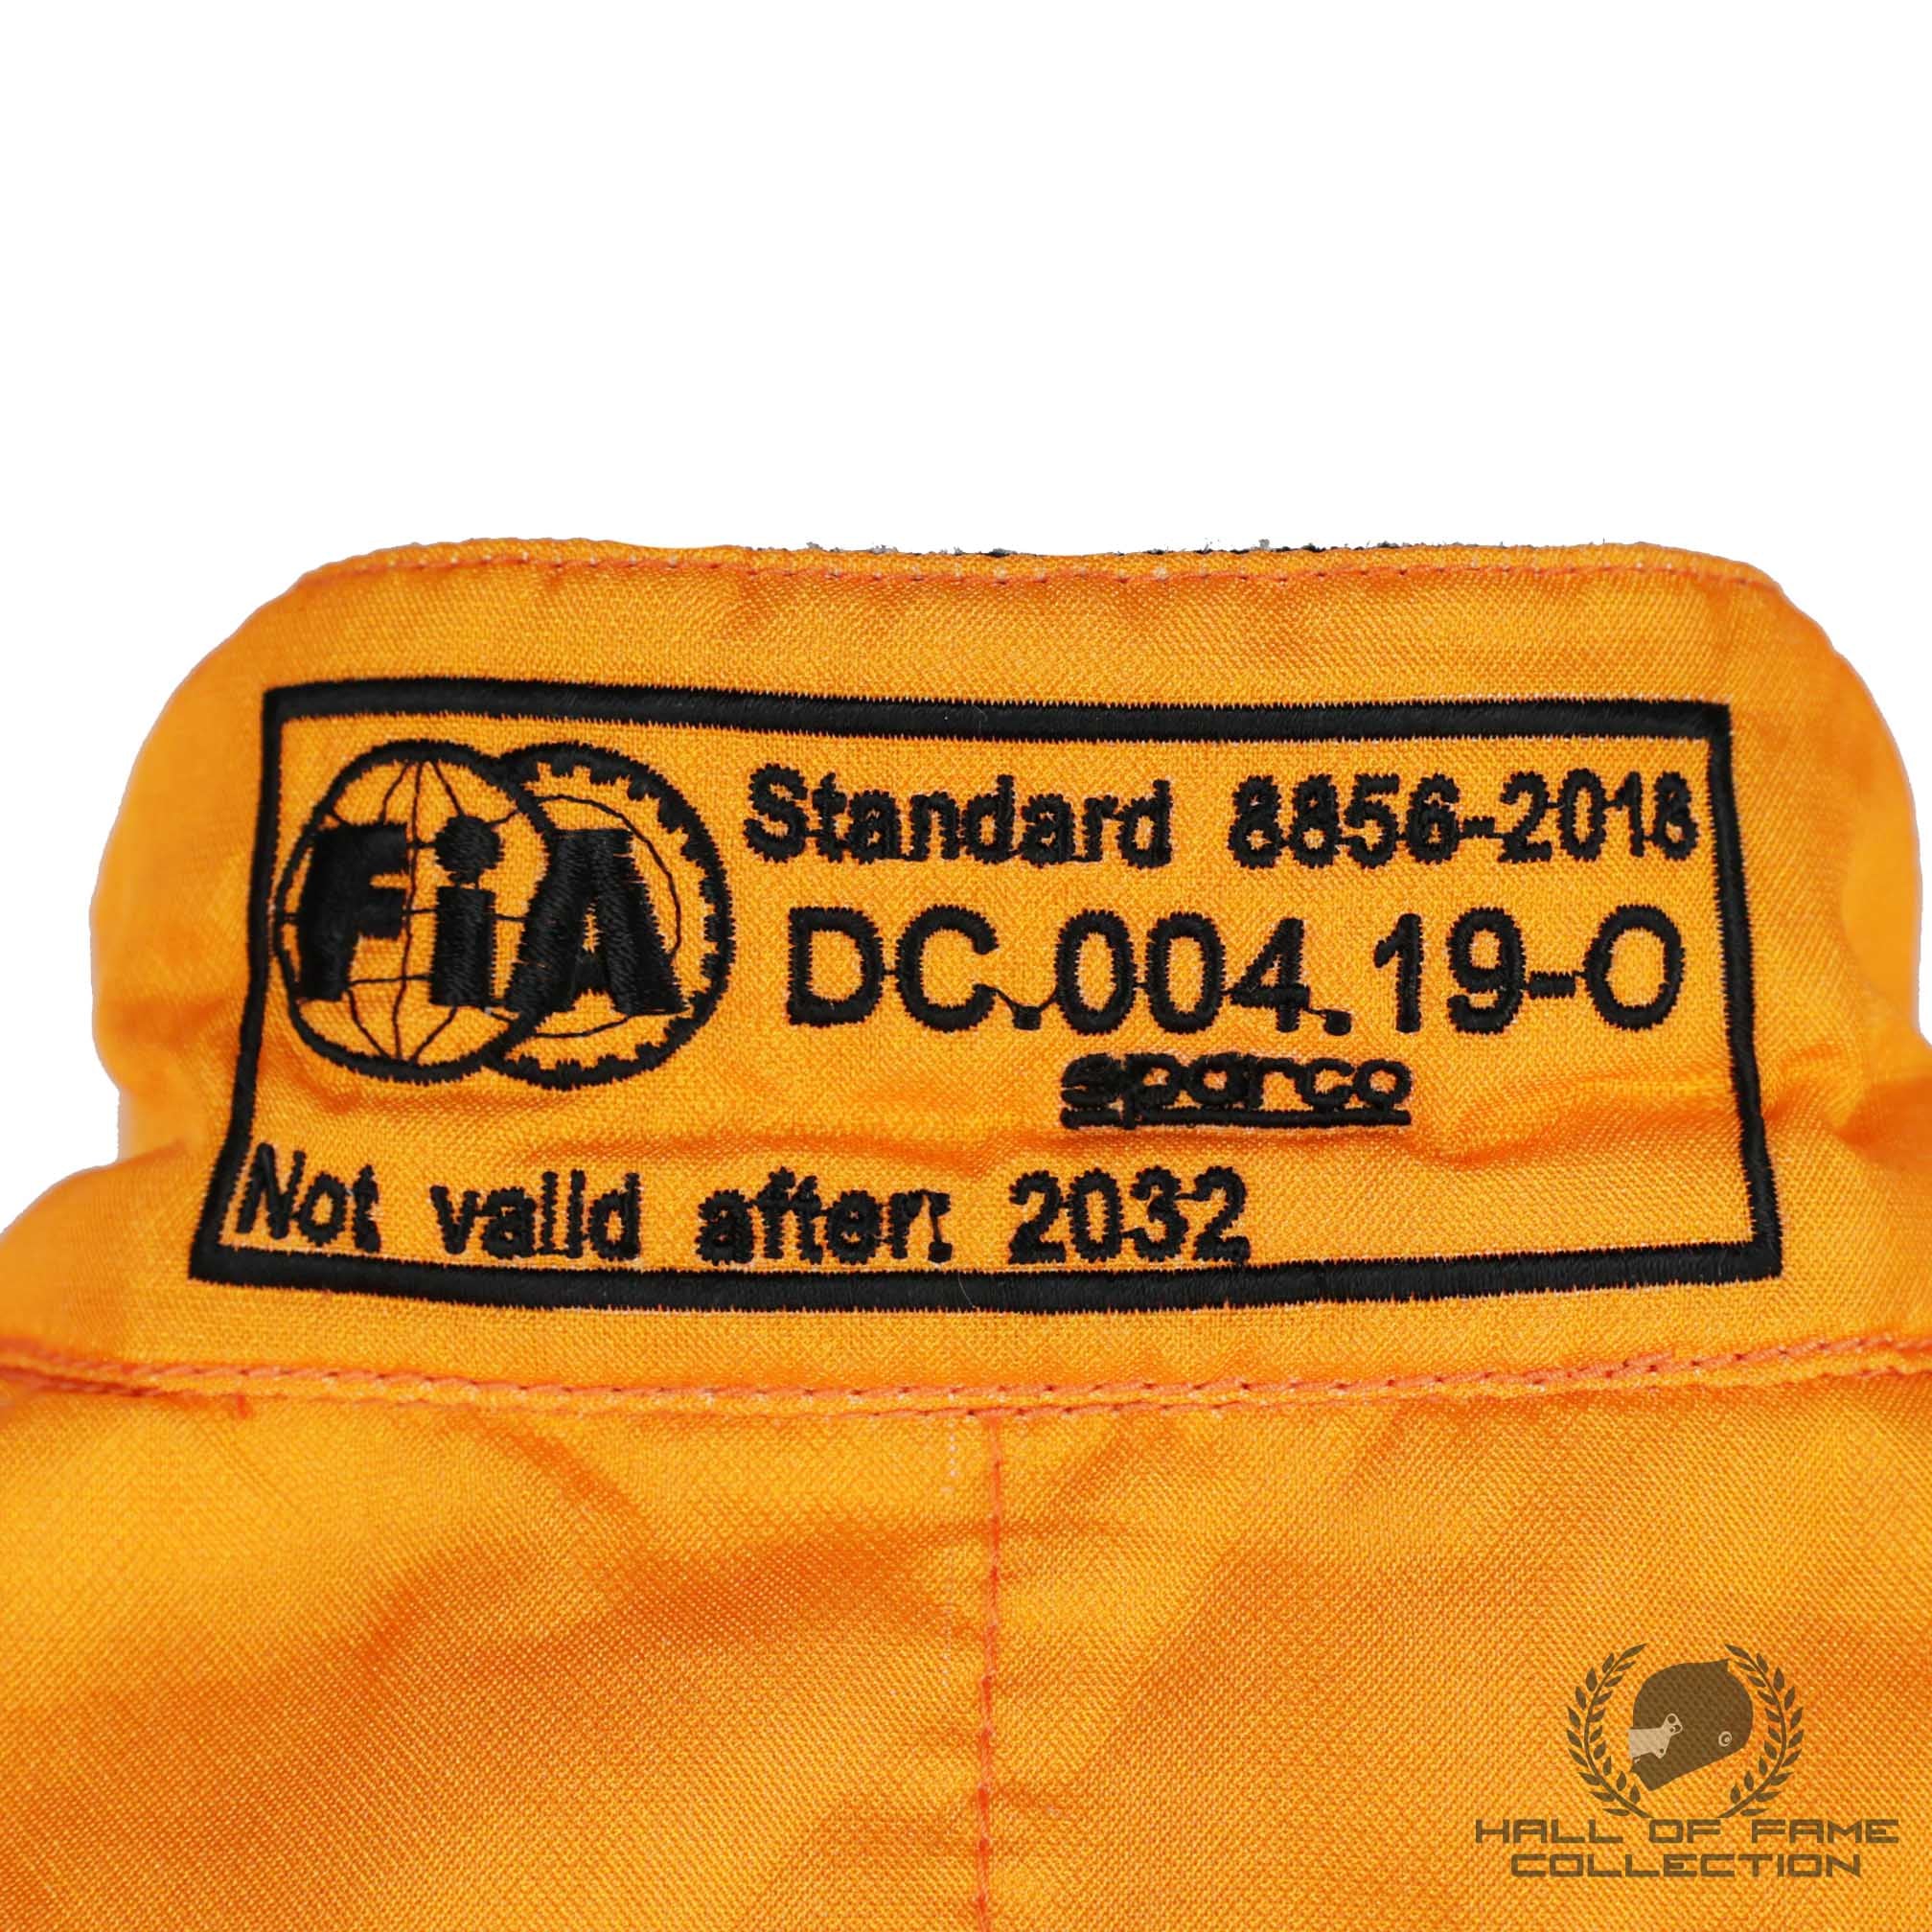 FiA
Standard 8856-2018
DC.004.19-O
sparco
Not valid after: 2032
HALL OF FAME
COLLECTION